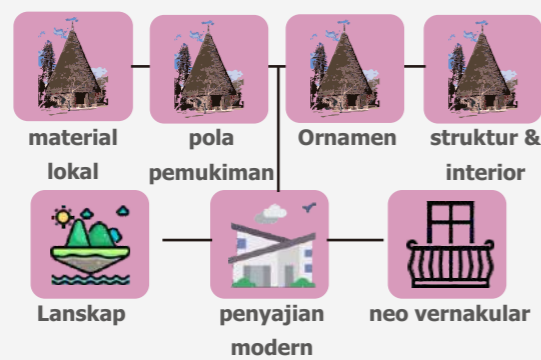 material
lokal
pola
pemukiman
Ornamen
struktur &
interior
Lanskap
penyajian
modern
neo vernakular